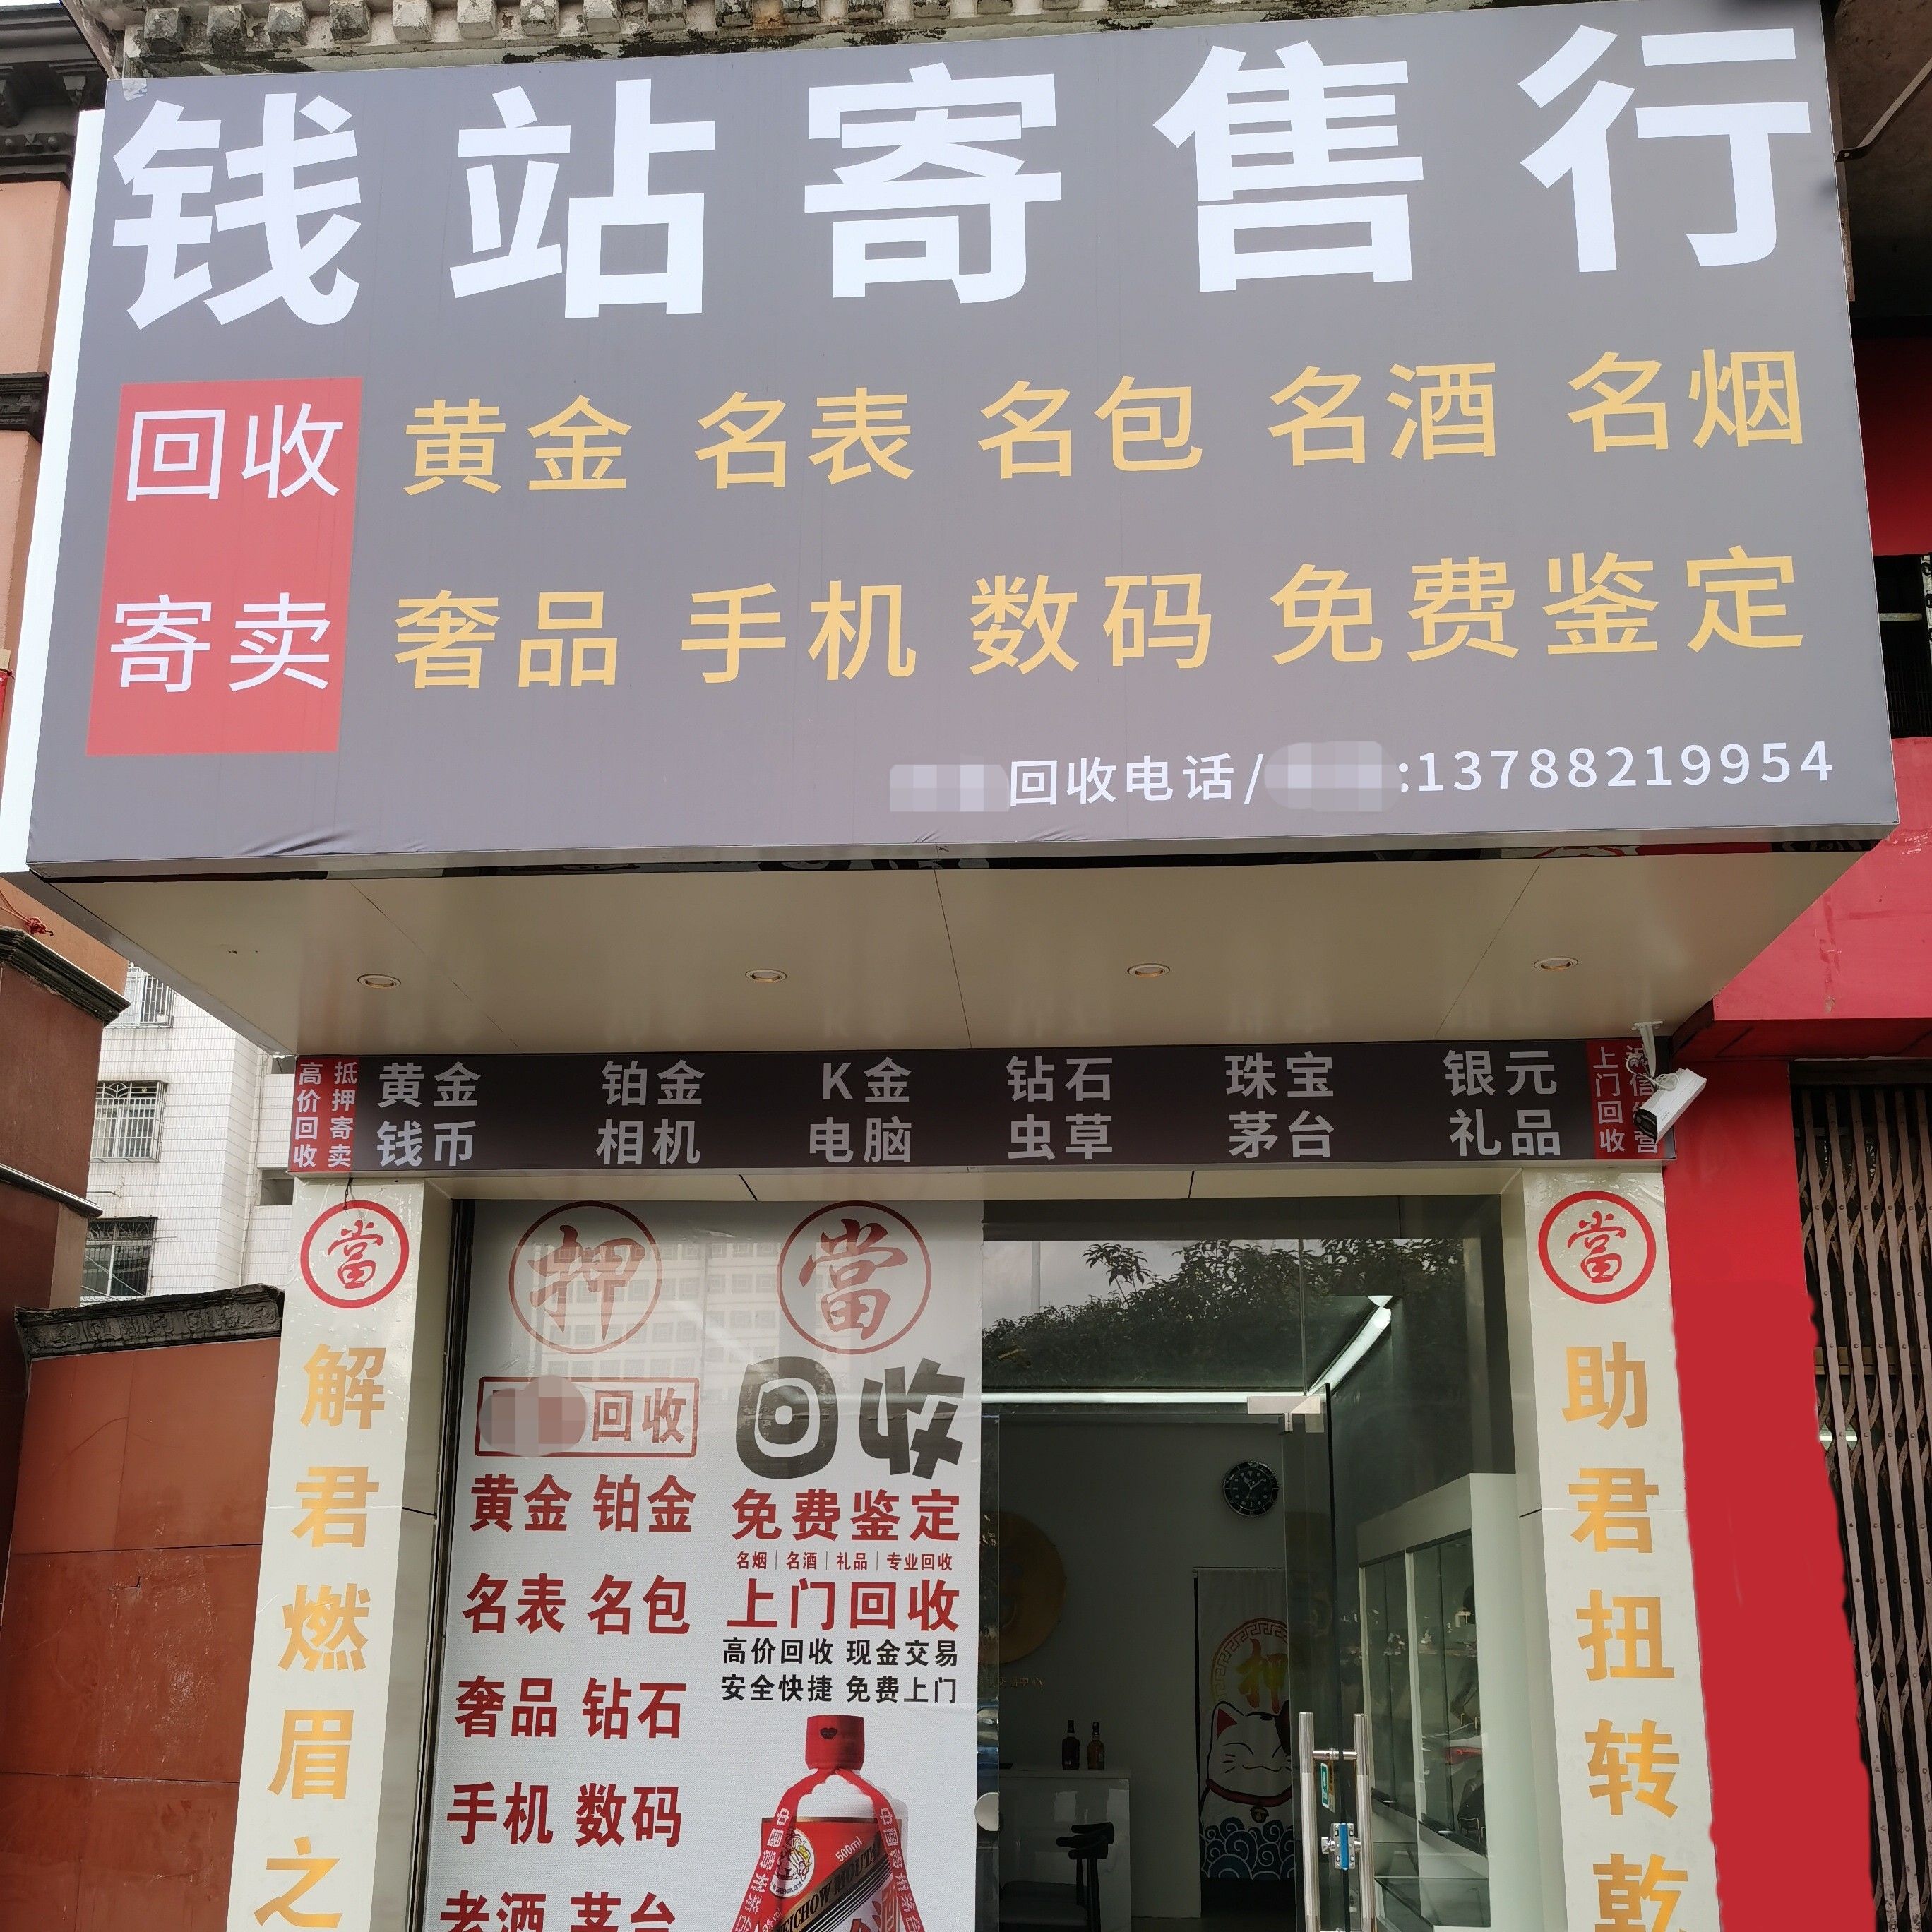 钱站寄售行
回收 黄金 名表 名包 名酒 名烟
寄卖 奢品 手机 数码 免费鉴定
回收电话/ :13788219954
高价回收
抵押寄卖
黄金 铂金 K金 钻石 珠宝 银元
钱币 相机 电脑 虫草 茅台 礼品
上门回收
當
解君燃眉之
押
回收
黄金 铂金
名表 名包
奢品 钻石
手机 数码
老酒 茅台
當
回收
免费鉴定
名烟|名酒|礼品|专业回收
上门回收
高价回收 现金交易
安全快捷 免费上门
500ml
押
當
助君扭转乾